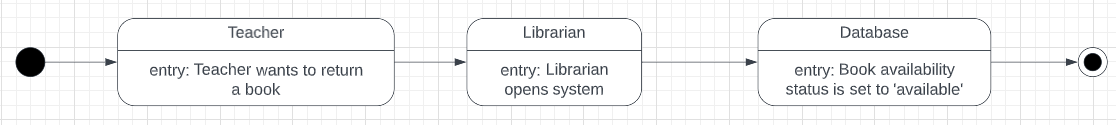 Teacher
entry: Teacher wants to return
a book
Librarian
entry: Librarian
opens system
Database
entry: Book availability
status is set to 'available'